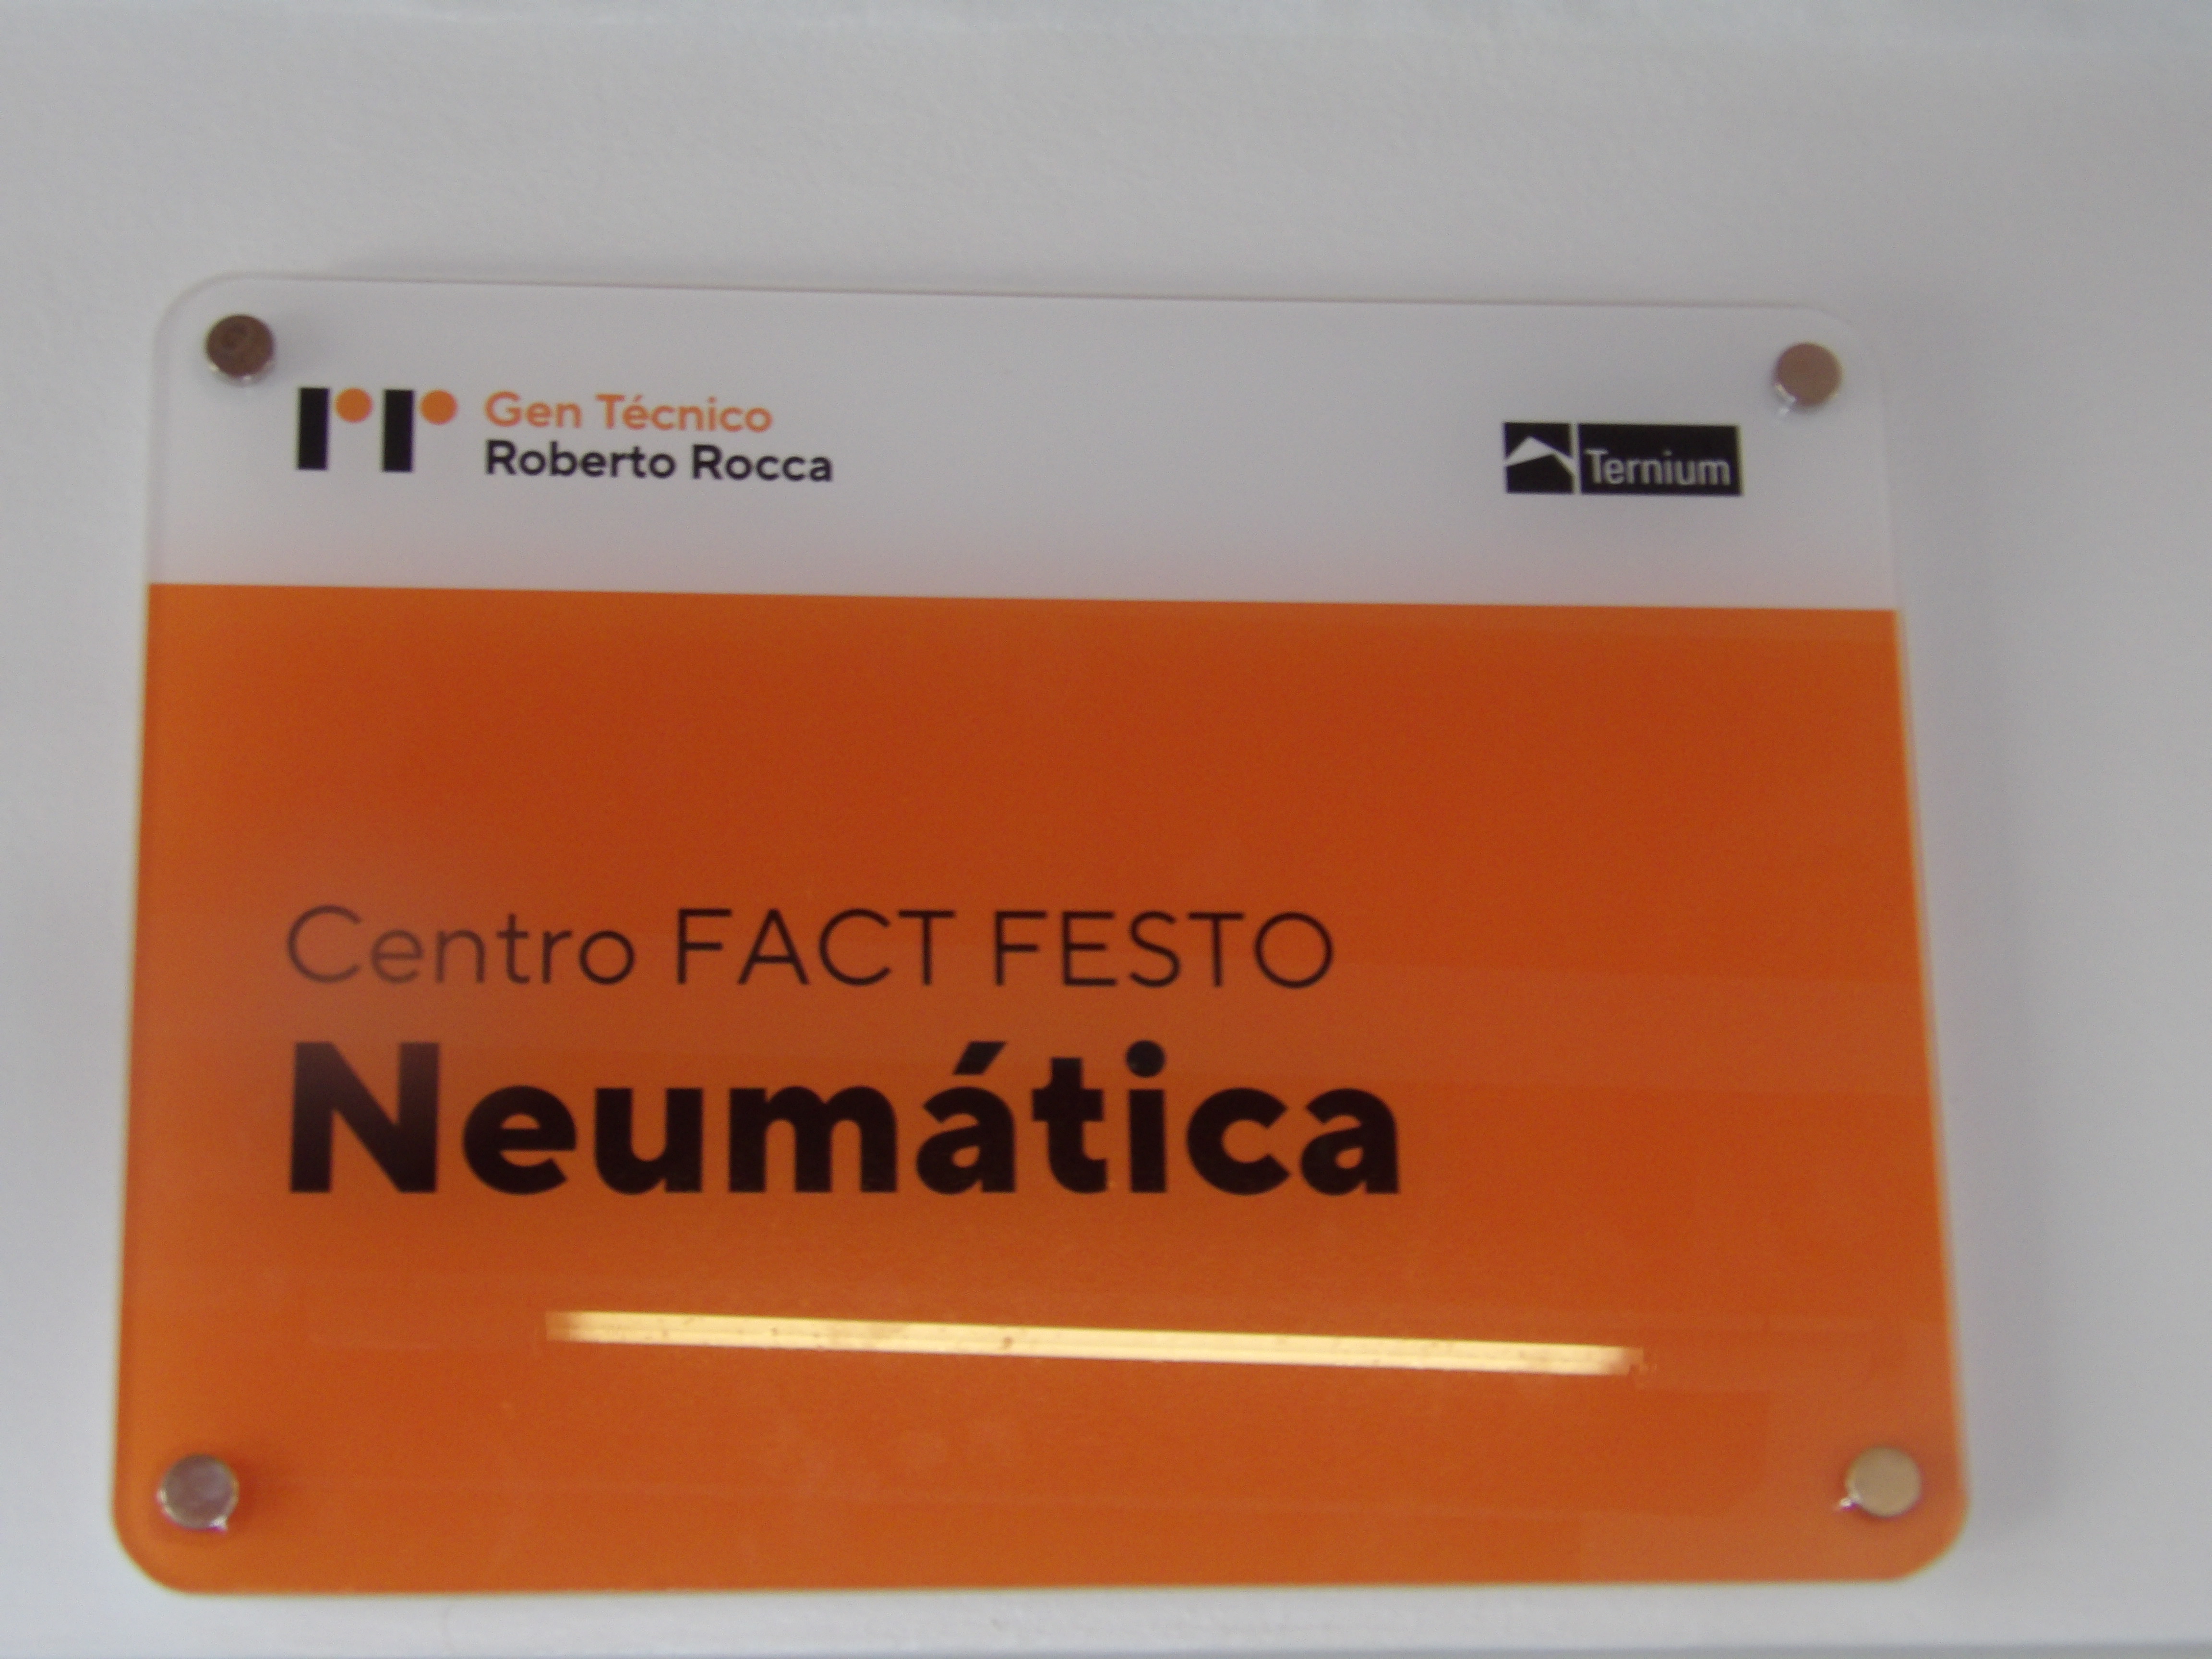 Gen Técnico
Roberto Rocca
Ternium
Centro FACT FESTO
Neumática